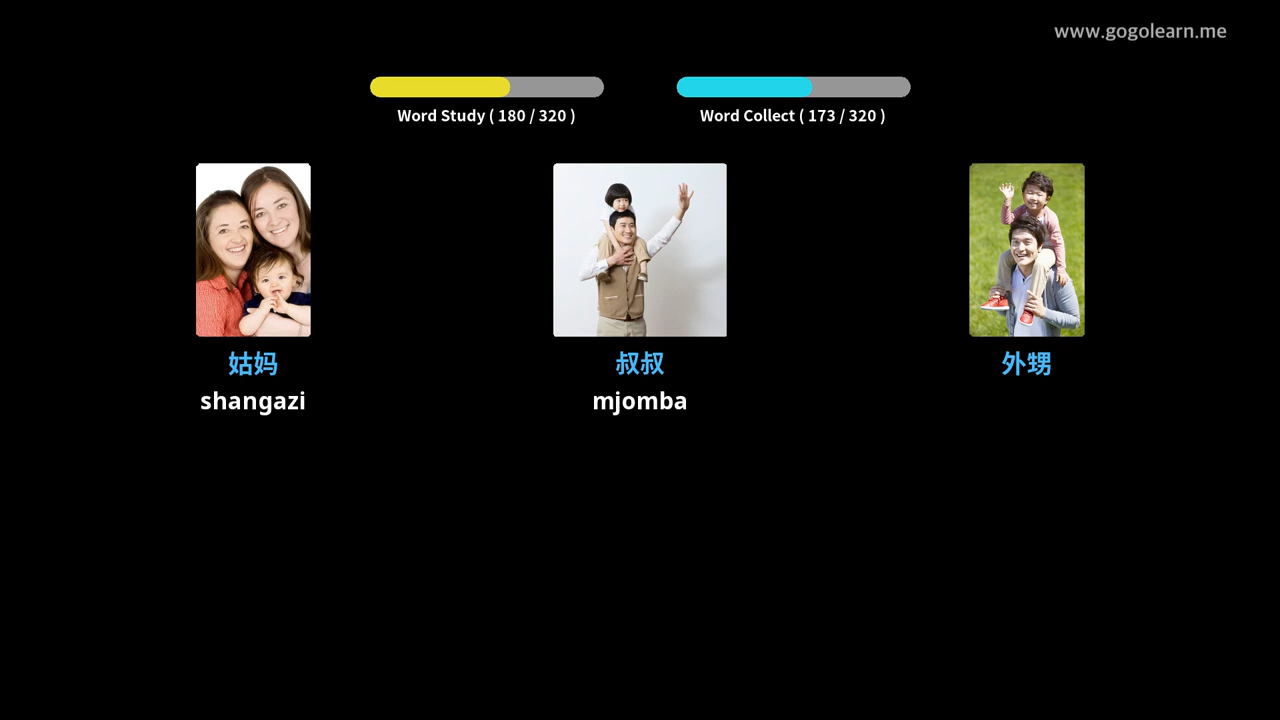 www.gogolearn.me
Word Study ( 180 / 320 )
Word Collect ( 173 / 320 )
姑妈
shangazi
叔叔
mjomba
外甥